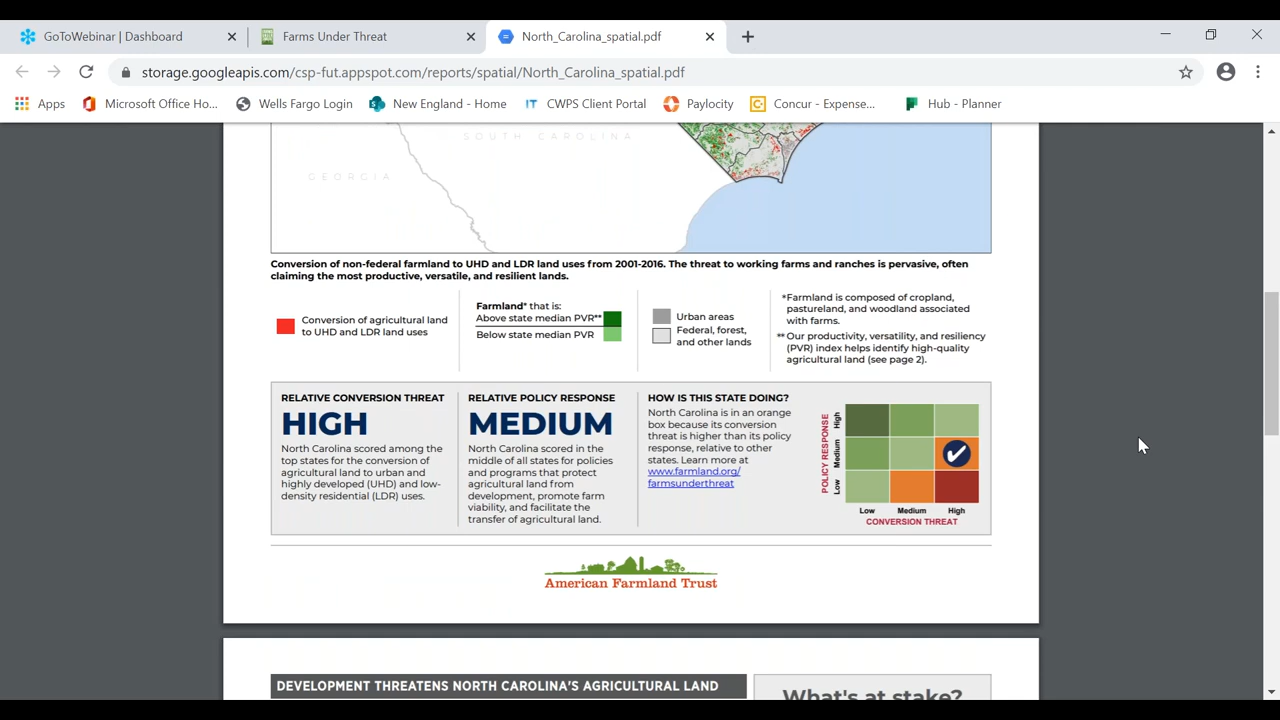 GoToWebinar | Dashboard
Farms Under Threat
North_Carolina_spatial.pdf
storage.googleapis.com/csp-fut.appspot.com/reports/spatial/North_Carolina_spatial.pdf
Apps
Microsoft Office Ho...
Wells Fargo Login
New England - Home
IT
CWPS Client Portal
Paylocity
Concur - Expense...
Hub - Planner
SOUTH CAROLINA
GEORGIA
Conversion of non-federal farmland to UHD and LDR land uses from 2001-2016. The threat to working farms and ranches is pervasive, often
claiming the most productive, versatile, and resilient lands.
Conversion of agricultural land
to UHD and LDR land uses
Farmland* that is:
Above state median PVR**
Below state median PVR
Urban areas
Federal, forest,
and other lands
*Farmland is composed of cropland,
pastureland, and woodland associated
with farms.
** Our productivity, versatility, and resiliency
(PVR) index helps identify high-quality
agricultural land (see page 2).
RELATIVE CONVERSION THREAT
HIGH
North Carolina scored among the
top states for the conversion of
agricultural land to urban and
highly developed (UHD) and low-
density residential (LDR) uses.
RELATIVE POLICY RESPONSE
MEDIUM
North Carolina scored in the
middle of all states for policies
and programs that protect
agricultural land from
development, promote farm
viability, and facilitate the
transfer of agricultural land.
HOW IS THIS STATE DOING?
North Carolina is in an orange
box because its conversion
threat is higher than its policy
response, relative to other
states. Learn more at
www.farmland.org/
farmsunderthreat
POLICY RESPONSE
High
Medium
Low
Low Medium High
CONVERSION THREAT
American Farmland Trust
DEVELOPMENT THREATENS NORTH CAROLINA'S AGRICULTURAL LAND
What's at stake?